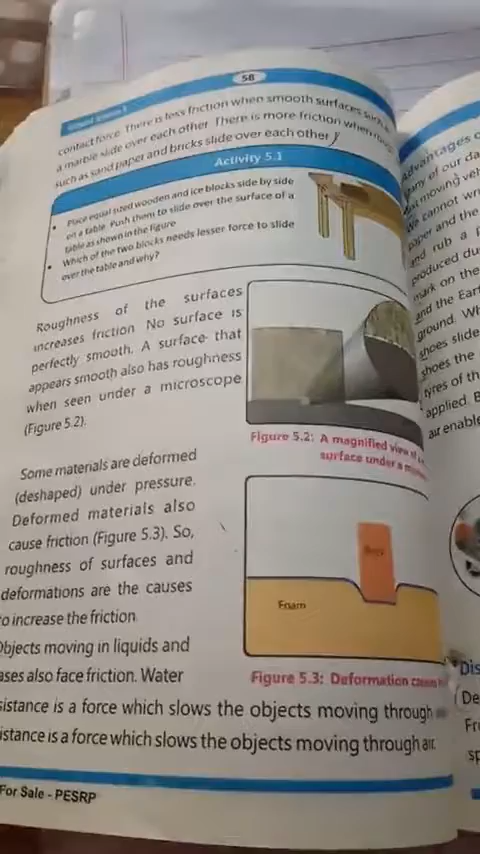 58
contact force. There is less friction when smooth surfaces such
a marble slide over each other. There is more friction when
such as sand paper and bricks slide over each other.
Activity 5.1
• Place equal sized wooden and ice blocks side by side
on a table. Push them to slide over the surface of a
table as shown in the figure.
• Which of the two blocks needs lesser force to slide
over the table and why?
Roughness of the surfaces
increases friction. No surface is
perfectly smooth. A surface that
appears smooth also has roughness
when seen under a microscope
(Figure 5.2).
Figure 5.2: A magnified view
surface under a
Some materials are deformed
(deshaped) under pressure.
Deformed materials also
cause friction (Figure 5.3). So,
roughness of surfaces and
deformations are the causes
to increase the friction.
Objects moving in liquids and
ases also face friction. Water
Foam
Figure 5.3: Deformation
sistance is a force which slows the objects moving through
istance is a force which slows the objects moving through air.
For Sale - PESRP
Advantages
any of our da
moving veh
cannot wr
paper and the
and rub a
produced du
mark on the
and the Eart
ground. Wh
shoes slide
shoes the
tyres of th
applied. B
air enable
Dis
(De
Fr
sp